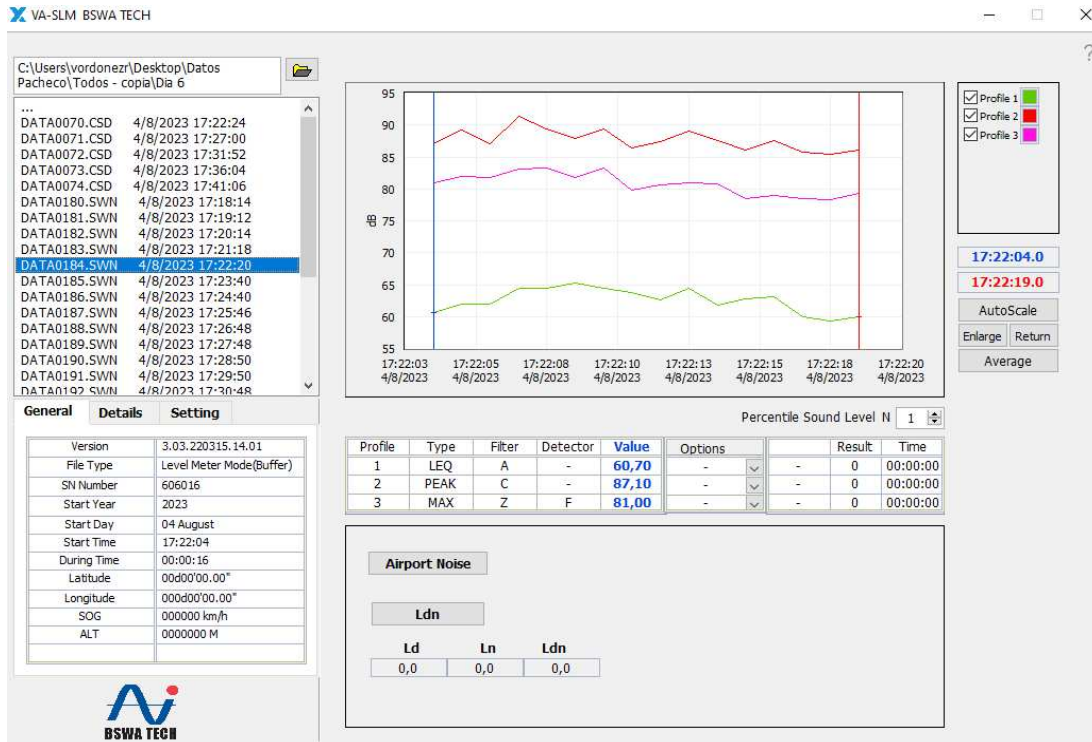 VA-SLM BSWA TECH
?
C:\Users\vordonezr\Desktop\Datos
Pacheco\Todos - copia\Dia 6
...
DATA0070.CSD 4/8/2023 17:22:24
DATA0071.CSD 4/8/2023 17:27:00
DATA0072.CSD 4/8/2023 17:31:52
DATA0073.CSD 4/8/2023 17:36:04
DATA0074.CSD 4/8/2023 17:41:06
DATA0180.SWN 4/8/2023 17:18:14
DATA0181.SWN 4/8/2023 17:19:12
DATA0182.SWN 4/8/2023 17:20:14
DATA0183.SWN 4/8/2023 17:21:18
DATA0184.SWN 4/8/2023 17:22:20
DATA0185.SWN 4/8/2023 17:23:40
DATA0186.SWN 4/8/2023 17:24:40
DATA0187.SWN 4/8/2023 17:25:46
DATA0188.SWN 4/8/2023 17:26:48
DATA0189.SWN 4/8/2023 17:27:48
DATA0190.SWN 4/8/2023 17:28:50
DATA0191.SWN 4/8/2023 17:29:50
DATA0192.SWN 4/8/2023 17:30:48
General Details Setting
Version 3.03.220315.14.01
File Type Level Meter Mode(Buffer)
SN Number 606016
Start Year 2023
Start Day 04 August
Start Time 17:22:04
During Time 00:00:16
Latitude 00d00'00.00"
Longitude 000d00'00.00"
SOG 000000 km/h
ALT 0000000 M
BSWA TECH
95
90
85
80
75
70
65
60
55
dB
17:22:03 17:22:05 17:22:08 17:22:10 17:22:13 17:22:15 17:22:18 17:22:20
4/8/2023 4/8/2023 4/8/2023 4/8/2023 4/8/2023 4/8/2023 4/8/2023 4/8/2023
Profile 1
Profile 2
Profile 3
17:22:04.0
17:22:19.0
AutoScale
Enlarge Return
Average
Percentile Sound Level N 1
Profile Type Filter Detector Value Options Result Time
1 LEQ A - 60,70 - - 0 00:00:00
2 PEAK C - 87,10 - - 0 00:00:00
3 MAX Z F 81,00 - - 0 00:00:00
Airport Noise
Ldn
Ld Ln Ldn
0,0 0,0 0,0